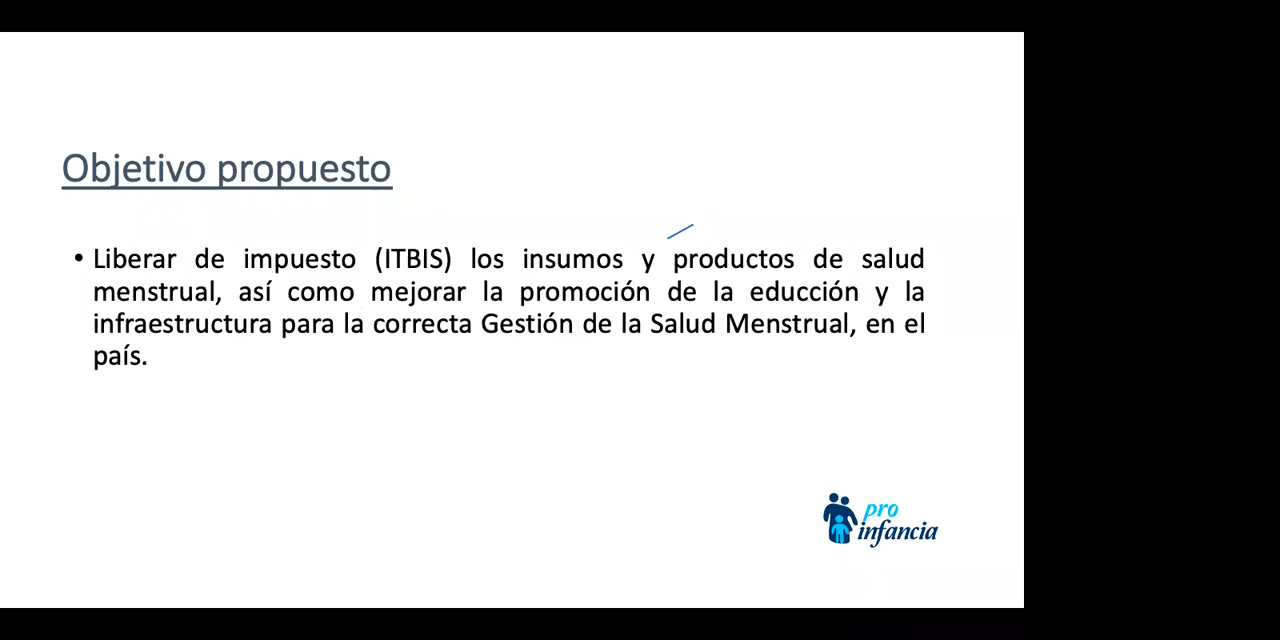 Objetivo propuesto
• Liberar de impuesto (ITBIS) los insumos y productos de salud
menstrual, así como mejorar la promoción de la educción y la
infraestructura para la correcta Gestión de la Salud Menstrual, en el
país.
pro
infancia